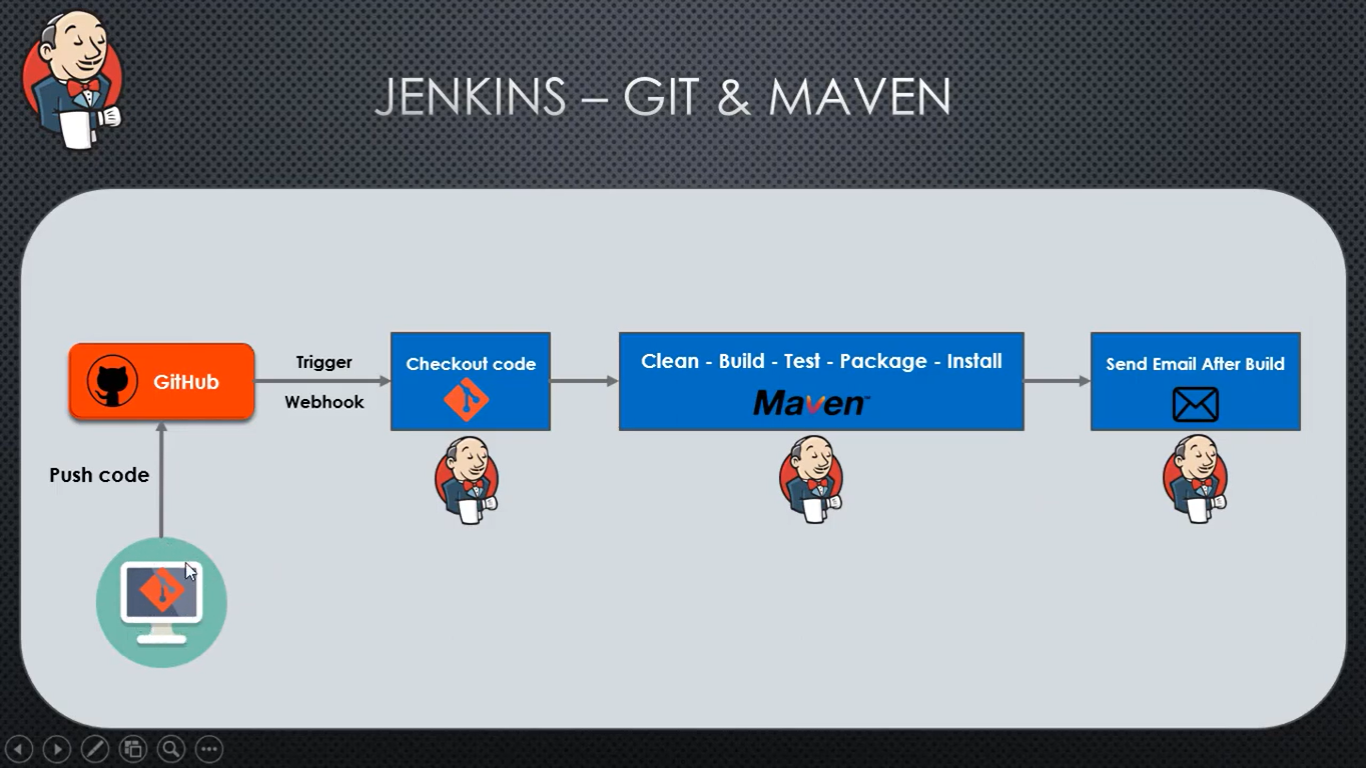 JENKINS – GIT & MAVEN
Trigger
Webhook
GitHub
Checkout code
Clean - Build - Test - Package - Install
Maven™
Send Email After Build
Push code